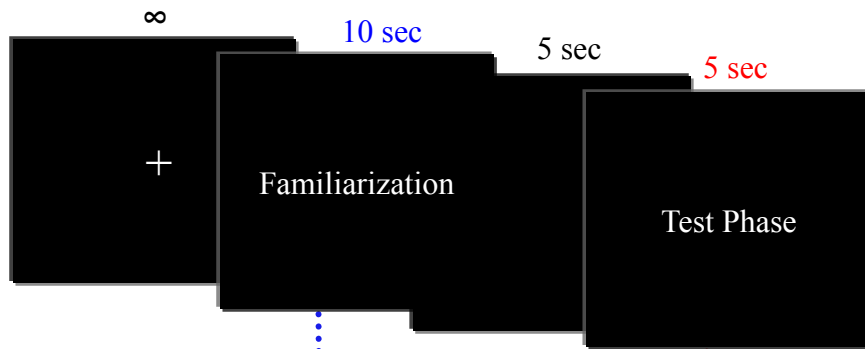 ∞
10 sec
5 sec
5 sec
+
Familiarization
Test Phase